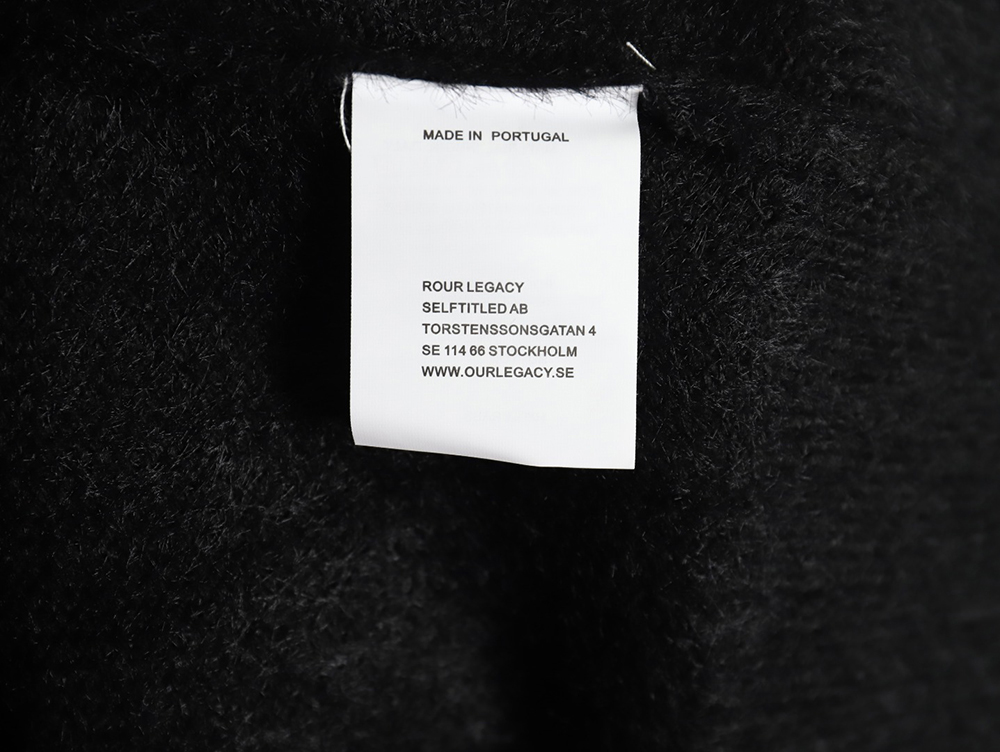 MADE IN PORTUGAL
ROUR LEGACY
SELFTITLED AB
TORSTENSSONSGATAN 4
SE 114 66 STOCKHOLM
WWW.OURLEGACY.SE